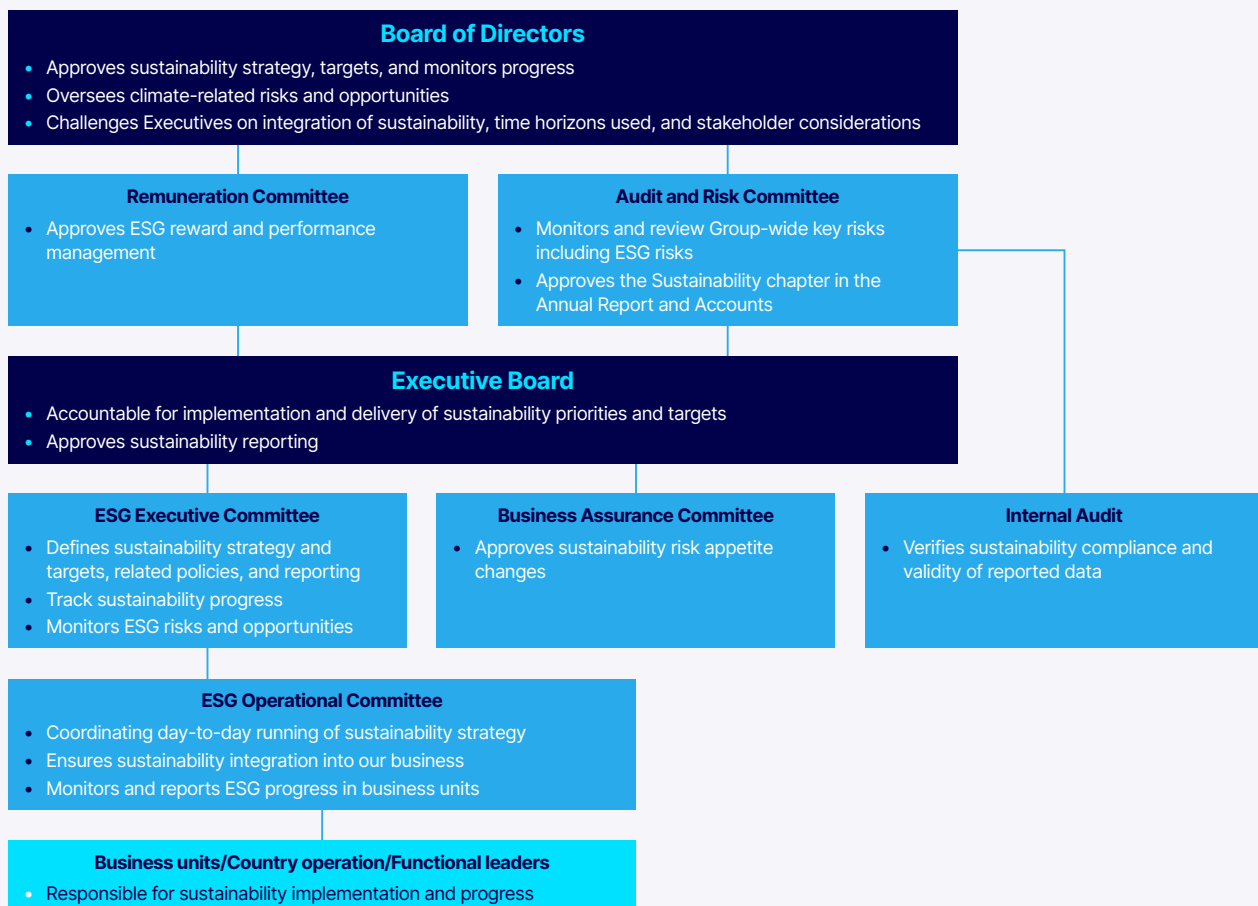 Board of Directors
• Approves sustainability strategy, targets, and monitors progress
• Oversees climate-related risks and opportunities
• Challenges Executives on integration of sustainability, time horizons used, and stakeholder considerations
Remuneration Committee
• Approves ESG reward and performance
management
Audit and Risk Committee
• Monitors and review Group-wide key risks
including ESG risks
• Approves the Sustainability chapter in the
Annual Report and Accounts
Executive Board
• Accountable for implementation and delivery of sustainability priorities and targets
• Approves sustainability reporting
ESG Executive Committee
• Defines sustainability strategy and
targets, related policies, and reporting
• Track sustainability progress
• Monitors ESG risks and opportunities
Business Assurance Committee
• Approves sustainability risk appetite
changes
Internal Audit
• Verifies sustainability compliance and
validity of reported data
ESG Operational Committee
• Coordinating day-to-day running of sustainability strategy
• Ensures sustainability integration into our business
• Monitors and reports ESG progress in business units
Business units/Country operation/Functional leaders
• Responsible for sustainability implementation and progress